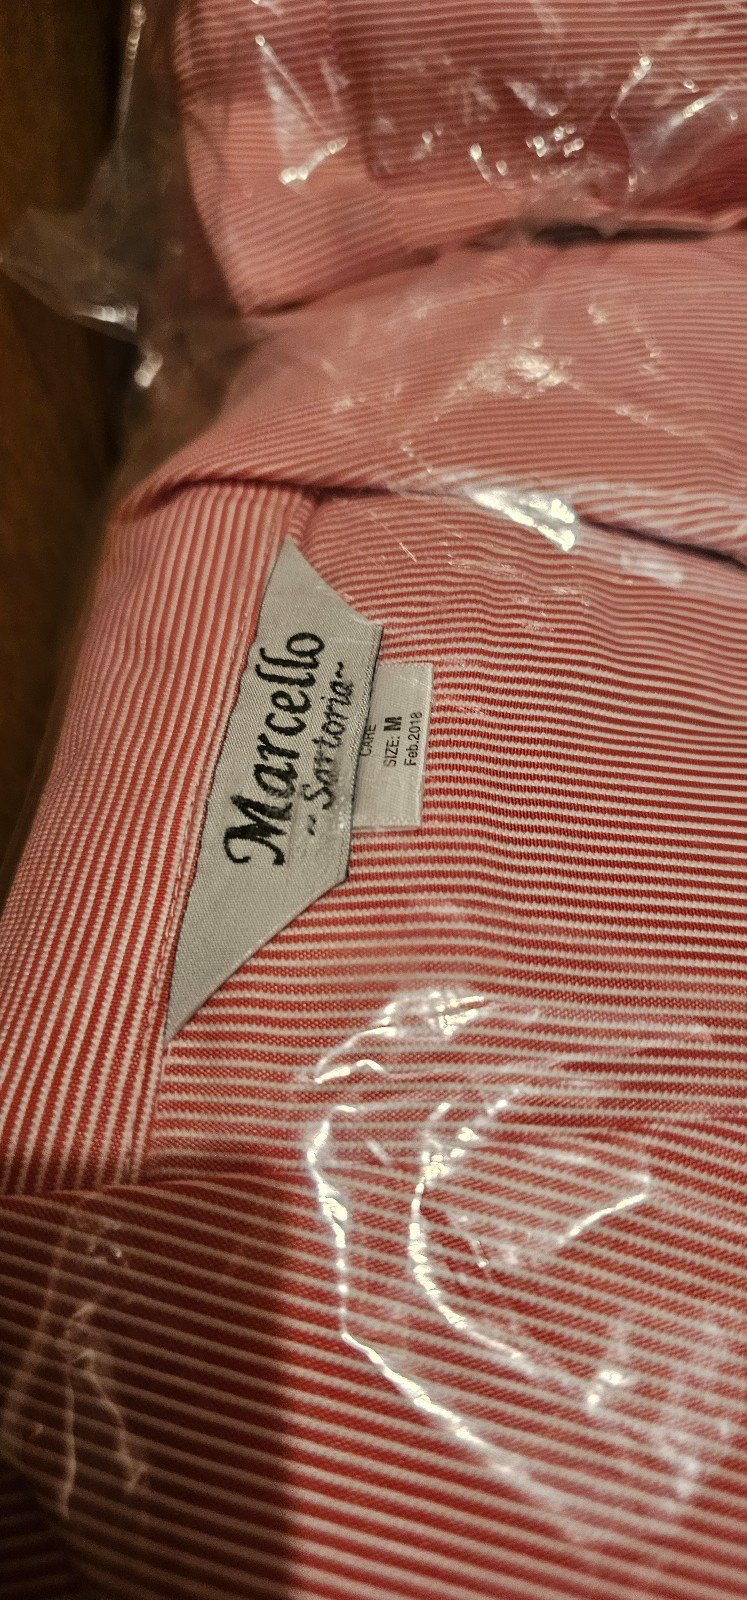 Marcello
~Sartoria~
CARE
SIZE: M
Feb.2018